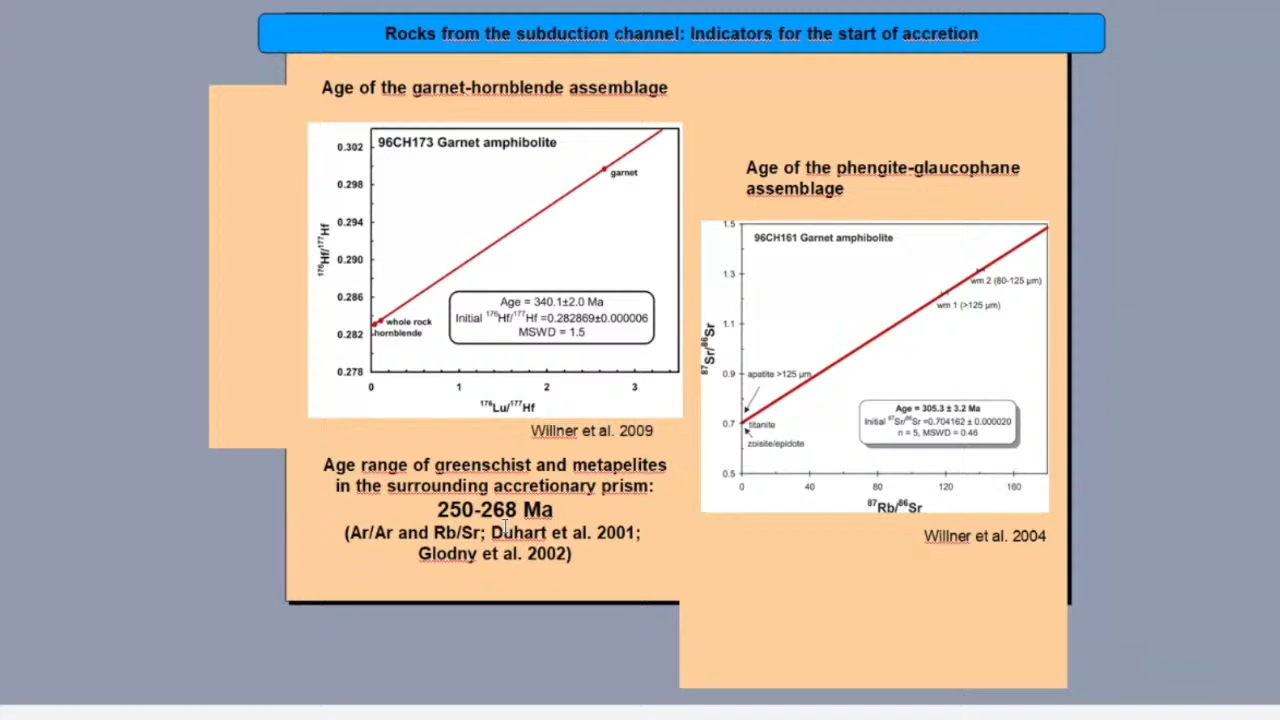 Rocks from the subduction channel: Indicators for the start of accretion
Age of the garnet-hornblende assemblage
96CH173 Garnet amphibolite
0.302
0.298
0.294
0.290
0.286
0.282
0.278
176Hf/177Hf
garnet
whole rock
hornblende
Age = 340.1±2.0 Ma
Initial 176Hf/177Hf =0.282869±0.000006
MSWD = 1.5
0 1 2 3
176Lu/177Hf
Willner et al. 2009
Age range of greenschist and metapelites
in the surrounding accretionary prism:
250-268 Ma
(Ar/Ar and Rb/Sr; Duhart et al. 2001;
Glodny et al. 2002)
Age of the phengite-glaucophane
assemblage
96CH161 Garnet amphibolite
1.5
1.3
1.1
0.9
0.7
0.5
87Sr/86Sr
wm 2 (80-125 µm)
wm 1 (>125 µm)
apatite >125 µm
titanite
zoisite/epidote
Age = 305.3 ± 3.2 Ma
Initial 87Sr/86Sr =0.704162 ± 0.000020
n = 5, MSWD = 0.46
0 40 80 120 160
87Rb/86Sr
Willner et al. 2004